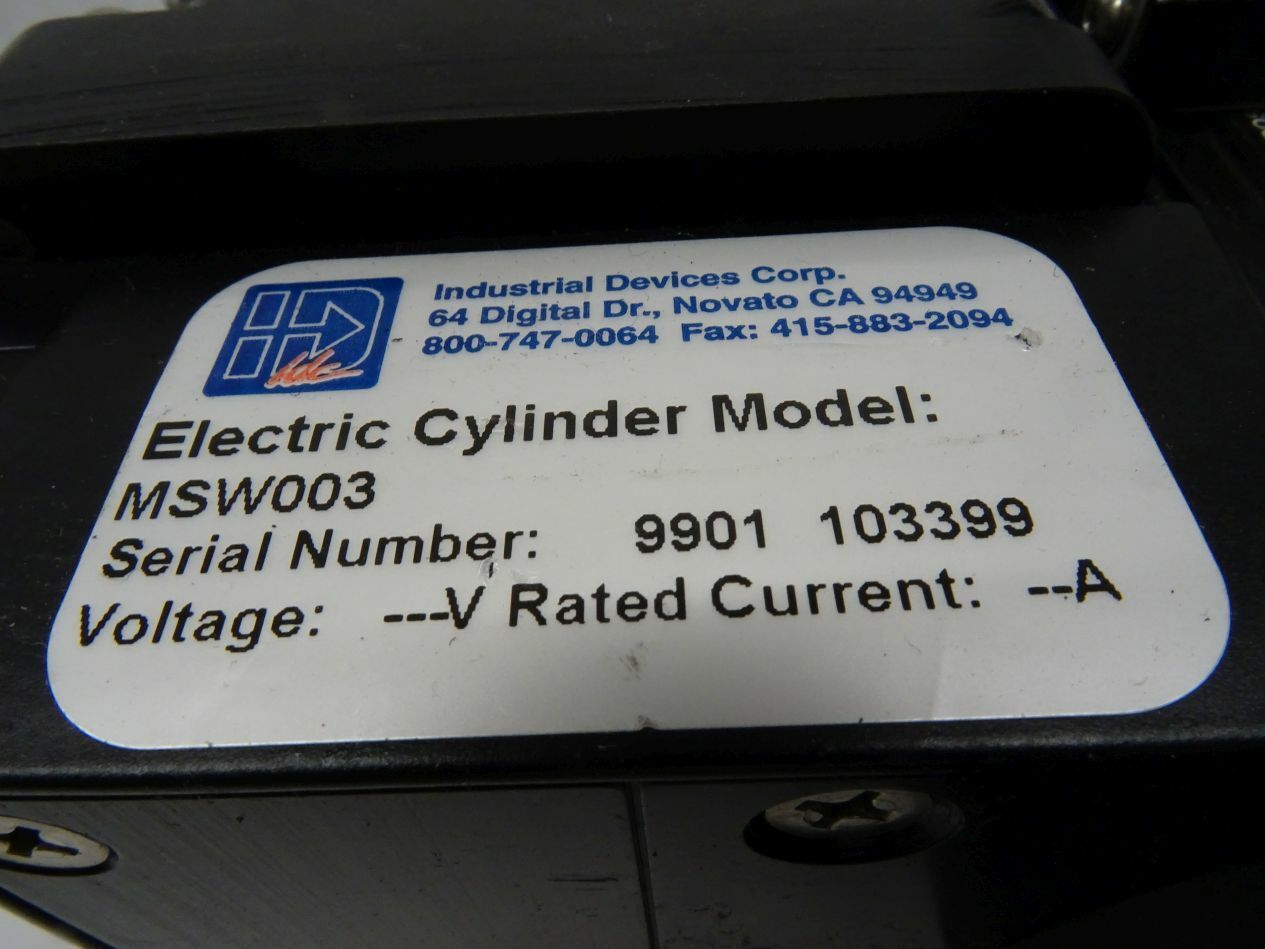 Industrial Devices Corp.
64 Digital Dr., Novato CA 94949
800-747-0064 Fax: 415-883-2094
idc
Electric Cylinder Model:
MSW003
Serial Number: 9901 103399
Voltage: ---V Rated Current: --A